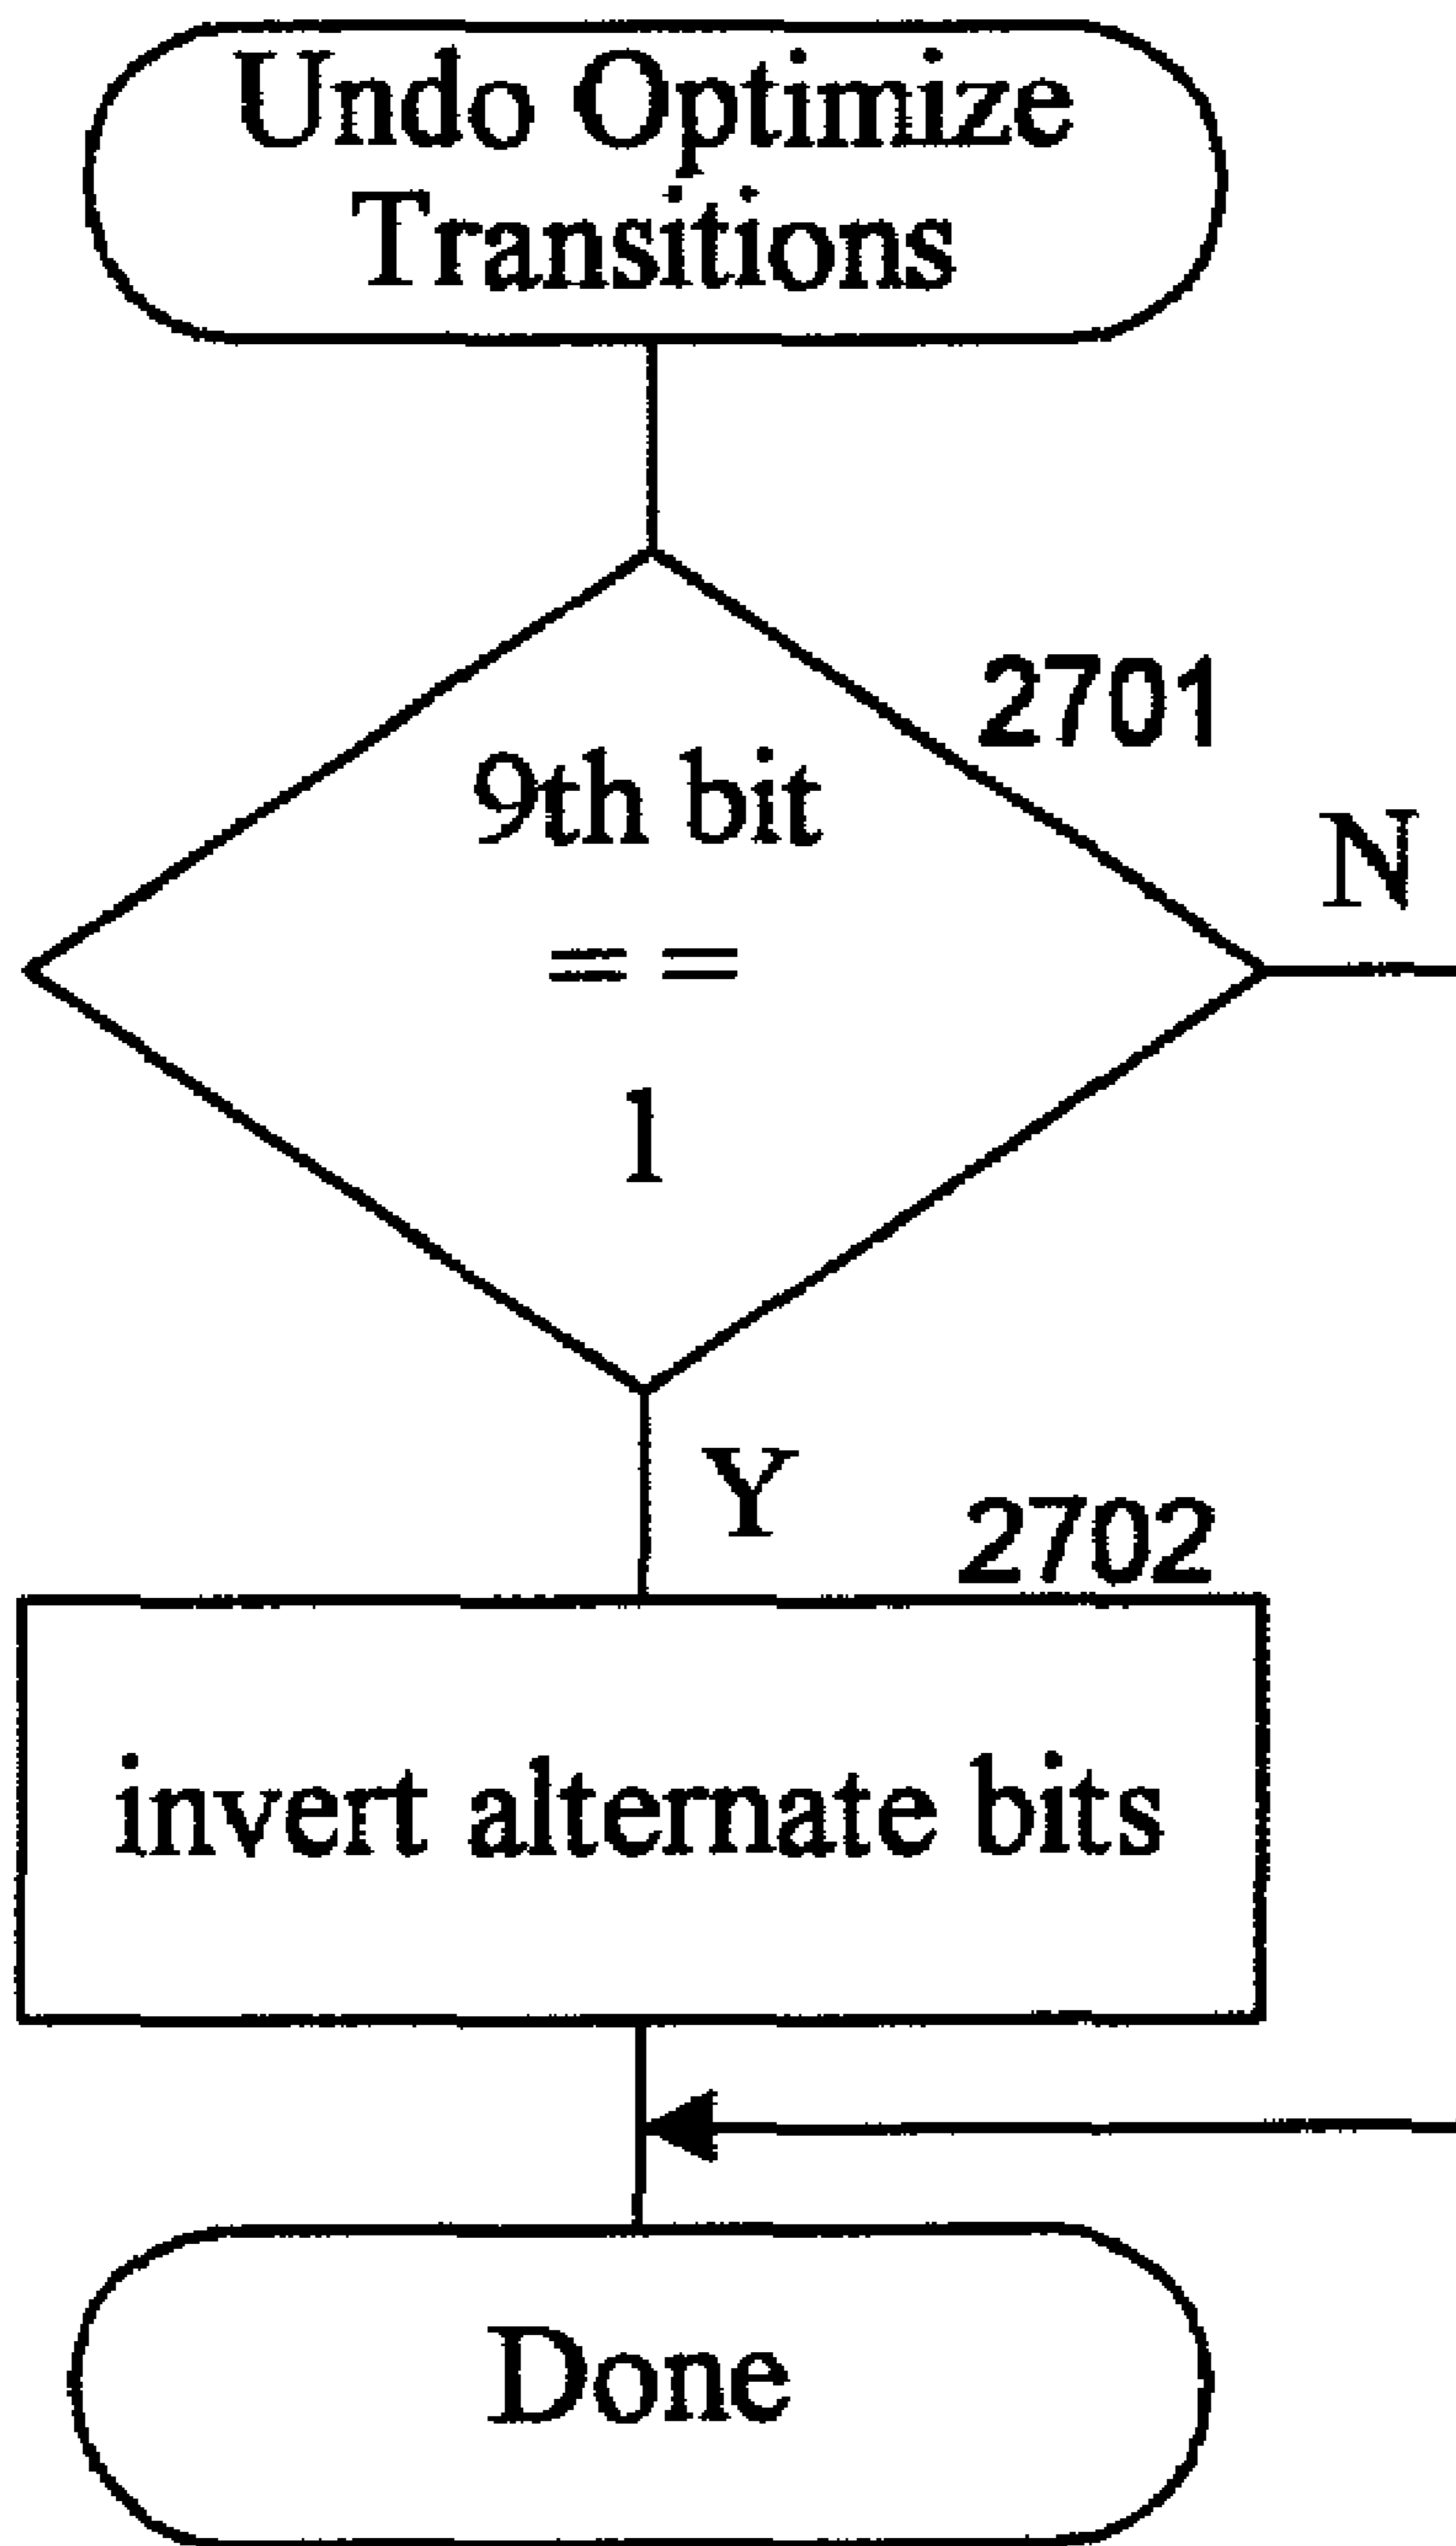 Undo Optimize
Transitions
2701
9th bit
==
1
N
Y
2702
invert alternate bits
Done